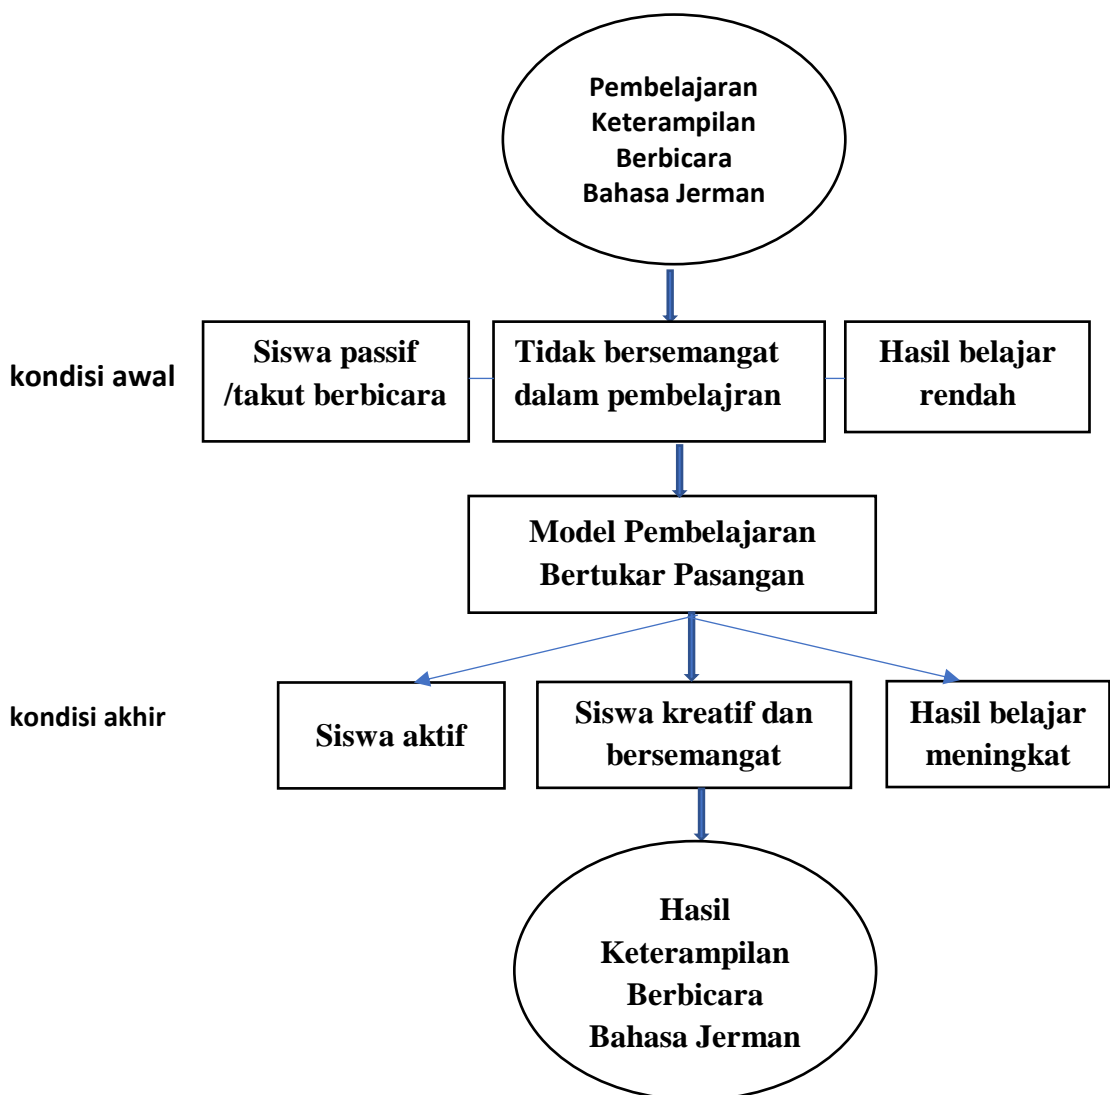 Pembelajaran
Keterampilan
Berbicara
Bahasa Jerman
kondisi awal
Siswa passif
/takut berbicara
Tidak bersemangat
dalam pembelajran
Hasil belajar
rendah
Model Pembelajaran
Bertukar Pasangan
kondisi akhir
Siswa aktif
Siswa kreatif dan
bersemangat
Hasil belajar
meningkat
Hasil
Keterampilan
Berbicara
Bahasa Jerman